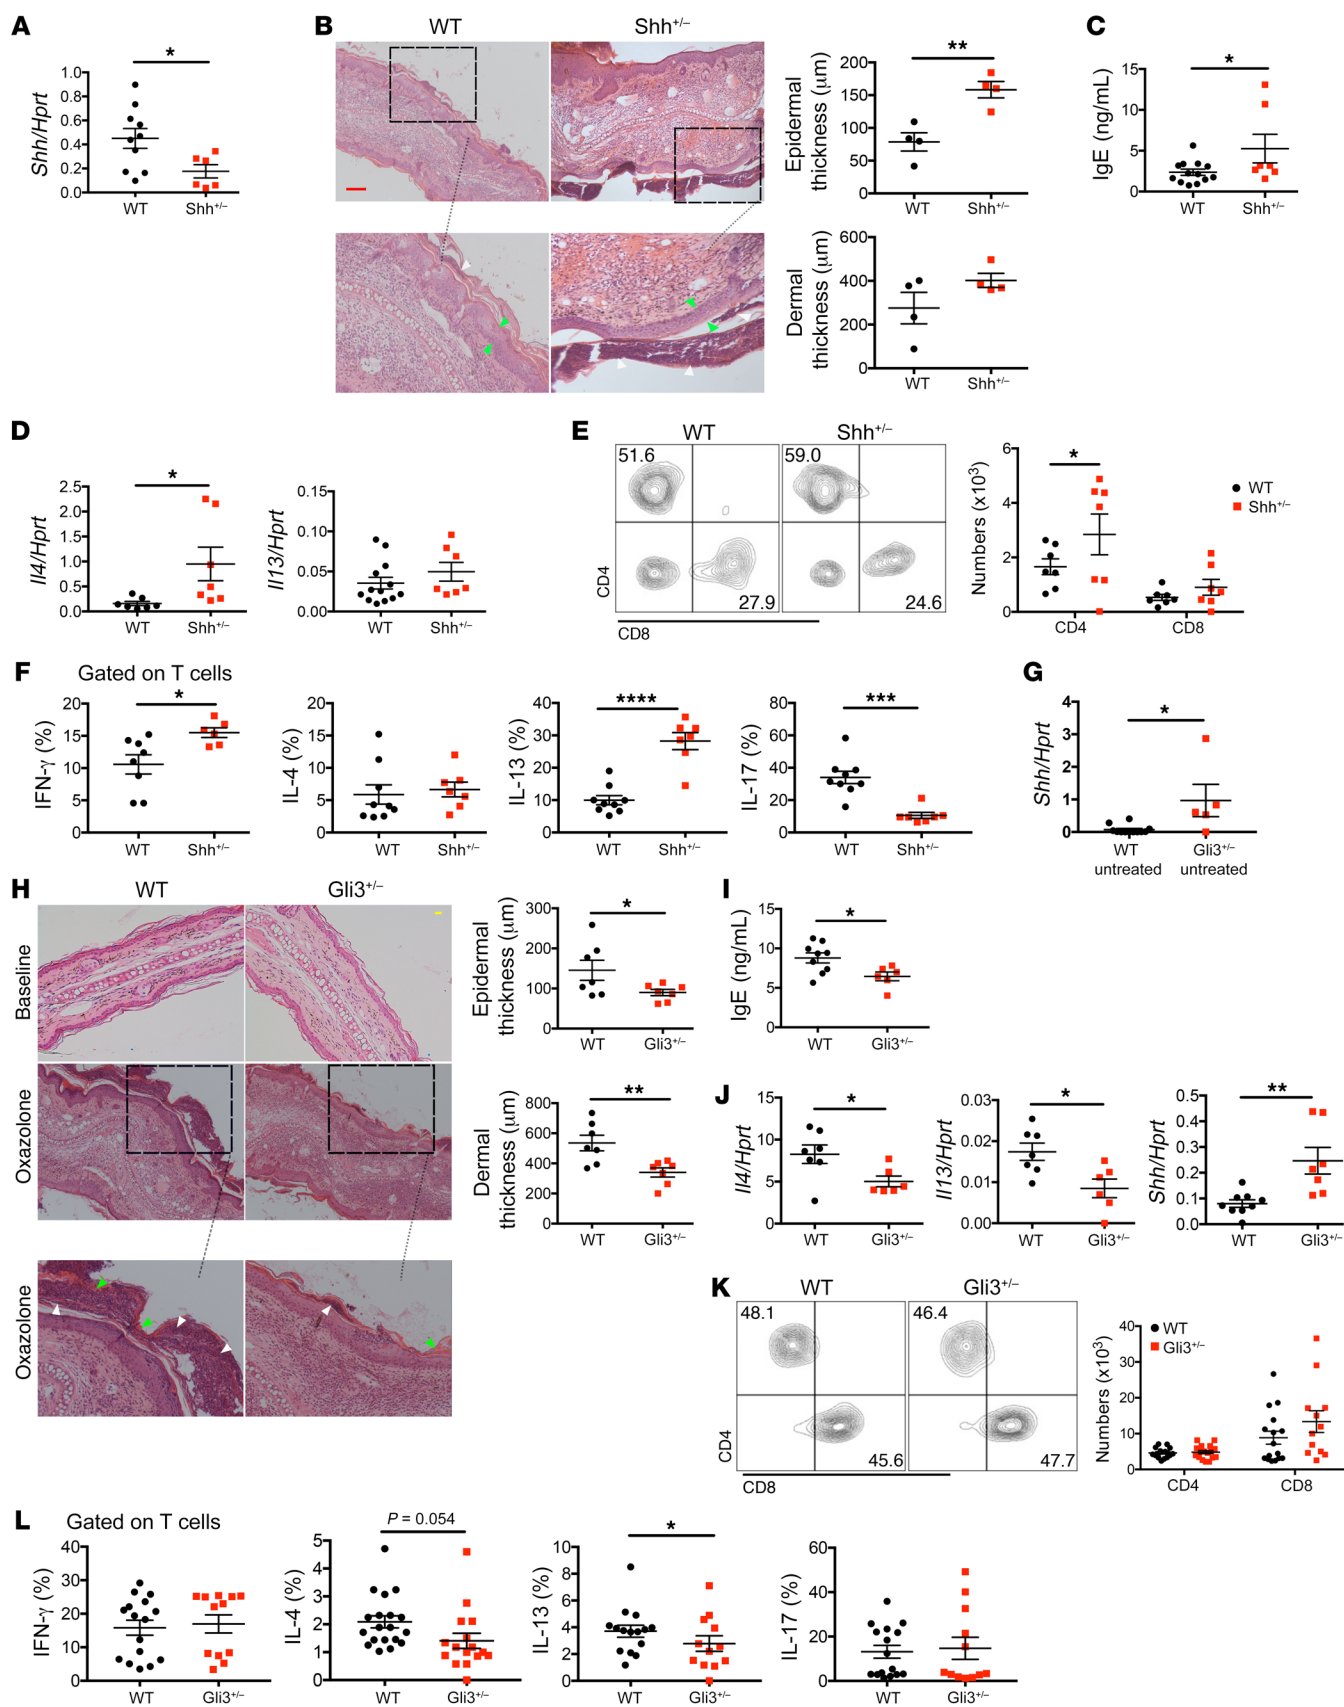 A
*
Shh/Hprt
1.0
0.8
0.6
0.4
0.2
0.0
WT
Shh+/–
B
WT
Shh+/–
**
Epidermal
thickness (μm)
200
150
100
50
0
WT
Shh+/–
Dermal
thickness (μm)
600
400
200
0
WT
Shh+/–
C
*
IgE (ng/mL)
15
10
5
0
WT
Shh+/–
D
*
Il4/Hprt
2.5
2.0
1.5
1.0
0.5
0.0
WT
Shh+/–
Il13/Hprt
0.15
0.10
0.05
0.00
WT
Shh+/–
E
WT
Shh+/–
51.6
59.0
27.9
24.6
CD4
CD8
Numbers (x10³)
6
4
2
0
*
CD4
CD8
WT
Shh+/–
F
Gated on T cells
*
IFN-γ (%)
20
15
10
5
0
WT
Shh+/–
IL-4 (%)
20
15
10
5
0
WT
Shh+/–
****
IL-13 (%)
40
30
20
10
0
WT
Shh+/–
***
IL-17 (%)
80
60
40
20
0
WT
Shh+/–
G
*
Shh/Hprt
4
3
2
1
0
WT
untreated
Gli3+/–
untreated
H
WT
Gli3+/–
Baseline
Oxazolone
Oxazolone
*
Epidermal
thickness (μm)
300
200
100
0
WT
Gli3+/–
**
Dermal
thickness (μm)
800
600
400
200
0
WT
Gli3+/–
I
*
IgE (ng/mL)
15
10
5
0
WT
Gli3+/–
J
*
Il4/Hprt
15
10
5
0
WT
Gli3+/–
*
Il13/Hprt
0.03
0.02
0.01
0.00
WT
Gli3+/–
**
Shh/Hprt
0.5
0.4
0.3
0.2
0.1
0.0
WT
Gli3+/–
K
WT
Gli3+/–
48.1
46.4
45.6
47.7
CD4
CD8
Numbers (x10³)
40
30
20
10
0
CD4
CD8
WT
Gli3+/–
L
Gated on T cells
IFN-γ (%)
40
30
20
10
0
WT
Gli3+/–
P = 0.054
IL-4 (%)
5
4
3
2
1
0
WT
Gli3+/–
*
IL-13 (%)
10
8
6
4
2
0
WT
Gli3+/–
IL-17 (%)
60
40
20
0
WT
Gli3+/–